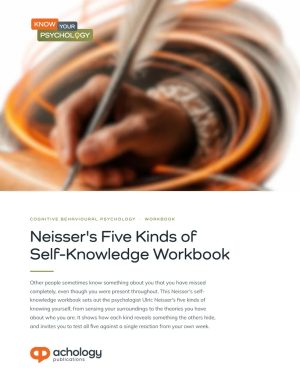 KNOW YOUR
PSYCHOLOGY
COGNITIVE BEHAVIOURAL PSYCHOLOGY WORKBOOK
Neisser's Five Kinds of
Self-Knowledge Workbook
Other people sometimes know something about you that you have missed
completely, even though you were present throughout. This Neisser's self-
knowledge workbook sets out the psychologist Ulric Neisser's five kinds of
knowing yourself, from sensing your surroundings to the theories you have
about who you are. It shows how each kind reveals something the others hide,
and invites you to test all five against a single reaction from your own week.
achology
publications